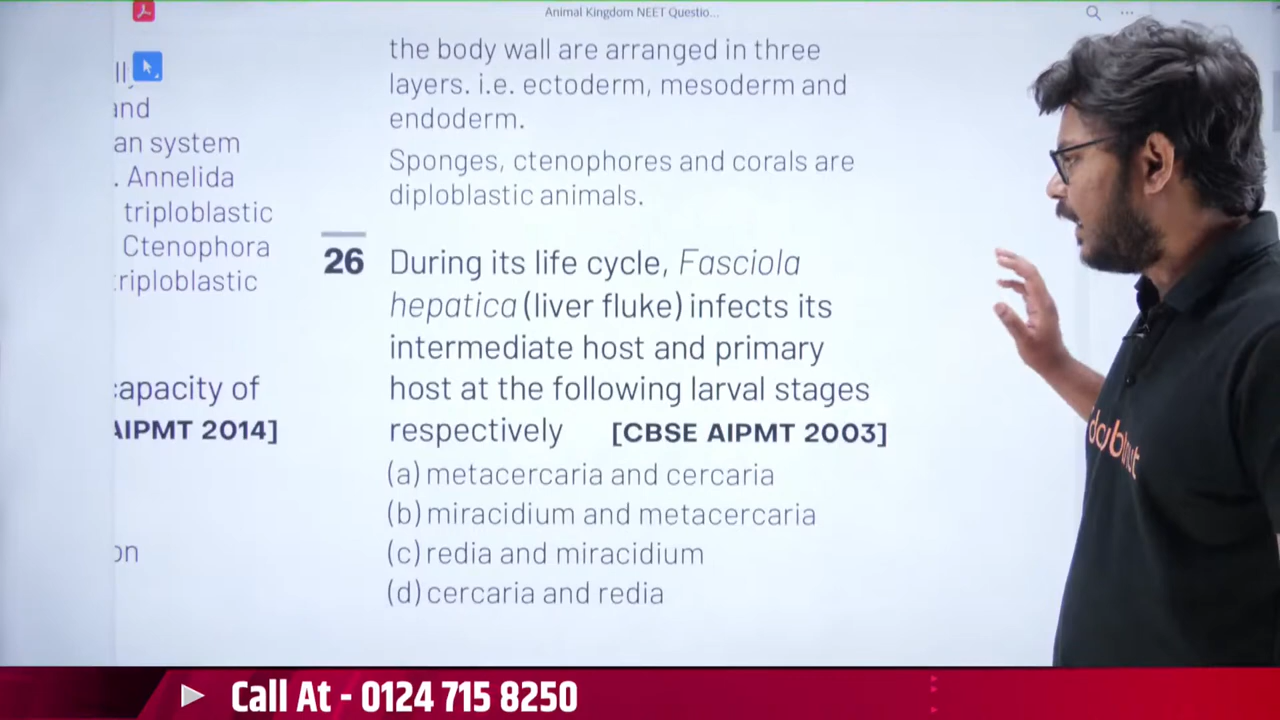 Animal Kingdom NEET Questio...
the body wall are arranged in three
layers. i.e. ectoderm, mesoderm and
endoderm.
Sponges, ctenophores and corals are
diploblastic animals.
and
an system
. Annelida
triploblastic
Ctenophora
triploblastic
capacity of
AIPMT 2014]
on
26 During its life cycle, Fasciola
hepatica (liver fluke) infects its
intermediate host and primary
host at the following larval stages
respectively [CBSE AIPMT 2003]
(a) metacercaria and cercaria
(b) miracidium and metacercaria
(c) redia and miracidium
(d) cercaria and redia
doubtnut
Call At - 0124 715 8250